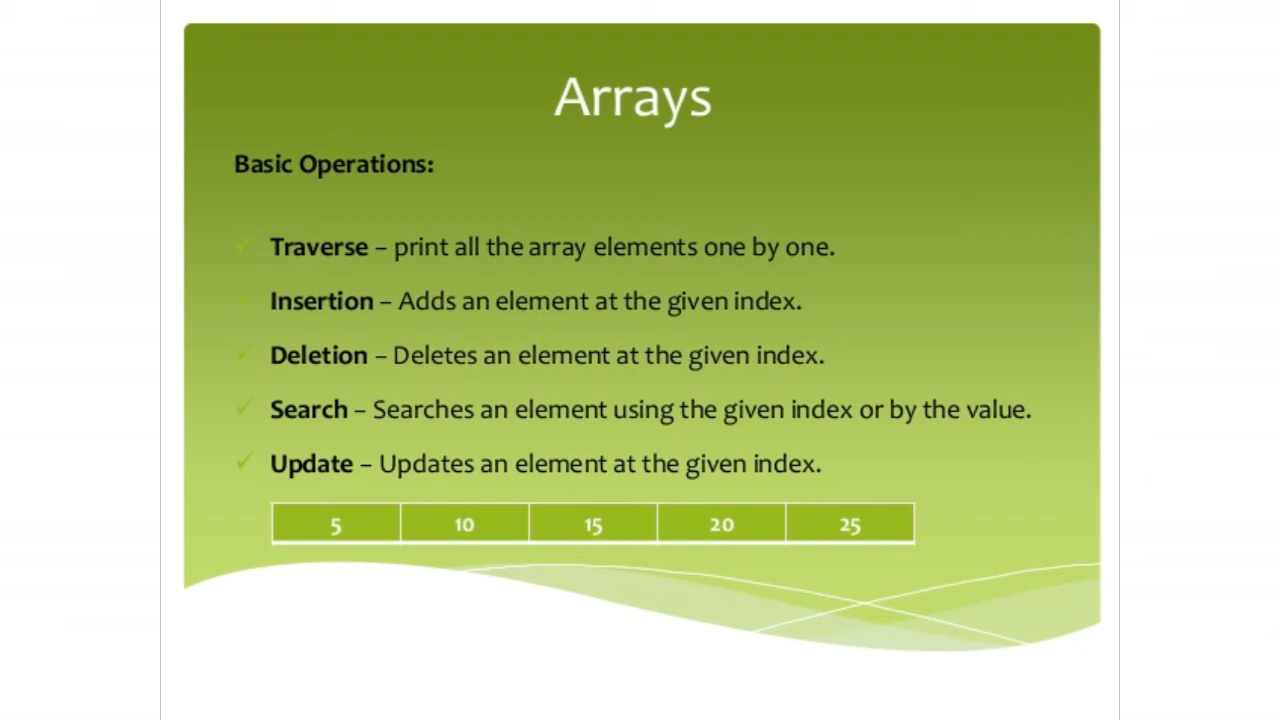 Arrays
Basic Operations:
Traverse – print all the array elements one by one.
Insertion – Adds an element at the given index.
Deletion – Deletes an element at the given index.
Search – Searches an element using the given index or by the value.
Update – Updates an element at the given index.
5 10 15 20 25